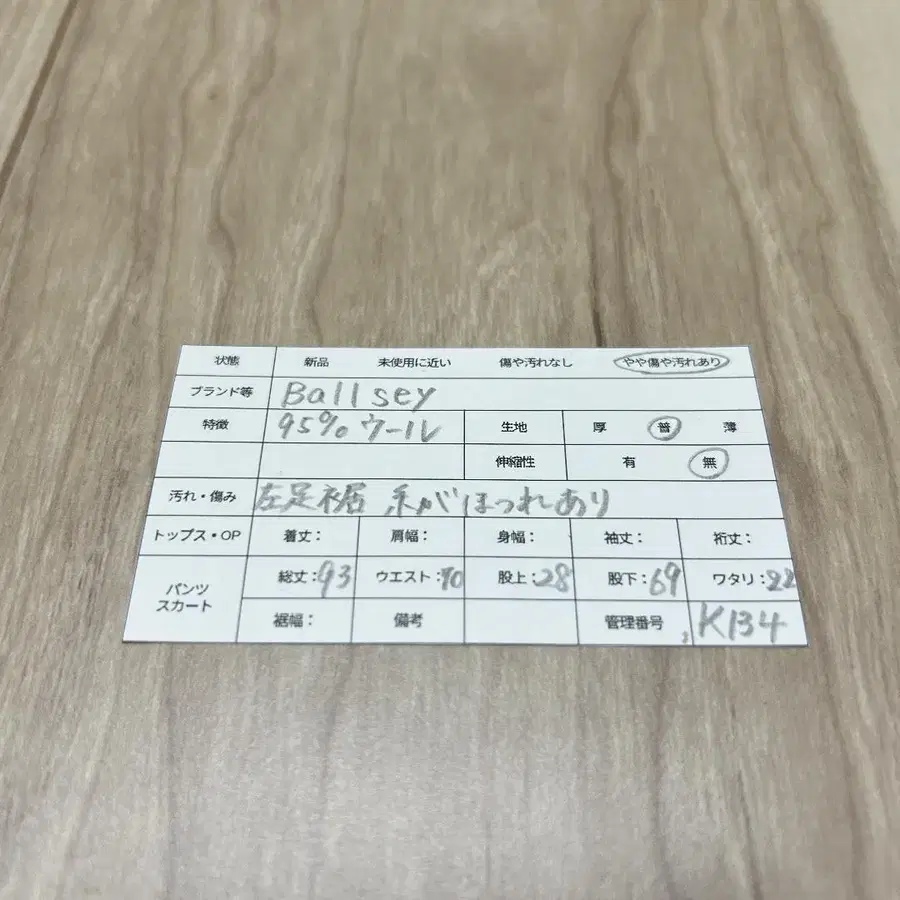 状態 新品 未使用に近い 傷や汚れなし やや傷や汚れあり
ブランド等 Ballsey
特徴 95%ウール 生地 厚 普 薄
伸縮性 有 無
汚れ・傷み 左足裾 糸がほつれあり
トップス・OP 着丈: 肩幅: 身幅: 袖丈: 裄丈:
パンツ スカート 総丈:93 ウエスト:70 股上:28 股下:69 ワタリ:28
裾幅: 備考 管理番号 K134